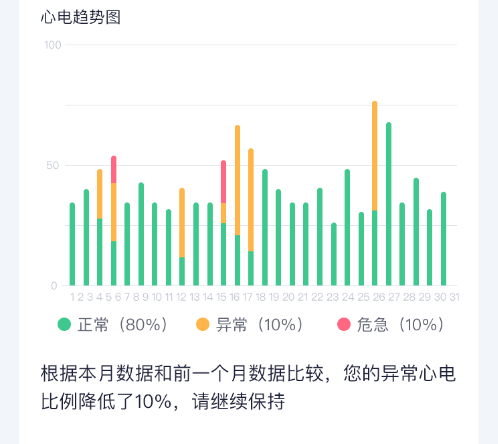 心电趋势图
100
50
0
1 2 3 4 5 6 7 8 9 10 11 12 13 14 15 16 17 18 19 20 21 22 23 24 25 26 27 28 29 30 31
正常（80%） 异常（10%） 危急（10%）
根据本月数据和前一个月数据比较，您的异常心电
比例降低了10%，请继续保持